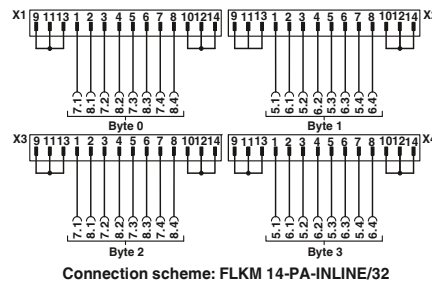 X1 9 11 13 1 2 3 4 5 6 7 8 10 12 14
7.1 8.1 7.2 8.2 7.3 8.3 7.4 8.4
Byte 0
9 11 13 1 2 3 4 5 6 7 8 10 12 14
5.1 6.1 5.2 6.2 5.3 6.3 5.4 6.4
Byte 1
X3 9 11 13 1 2 3 4 5 6 7 8 10 12 14
7.1 8.1 7.2 8.2 7.3 8.3 7.4 8.4
Byte 2
9 11 13 1 2 3 4 5 6 7 8 10 12 14 X4
5.1 6.1 5.2 6.2 5.3 6.3 5.4 6.4
Byte 3
Connection scheme: FLKM 14-PA-INLINE/32